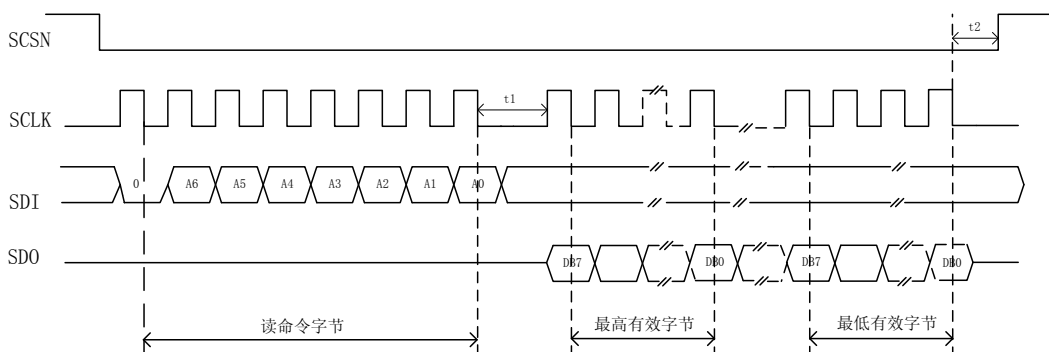 SCSN
t2
SCLK
t1
SDI
0 A6 A5 A4 A3 A2 A1 A0
SDO
DB7 DB0 DB7 DB0
读命令字节 最高有效字节 最低有效字节